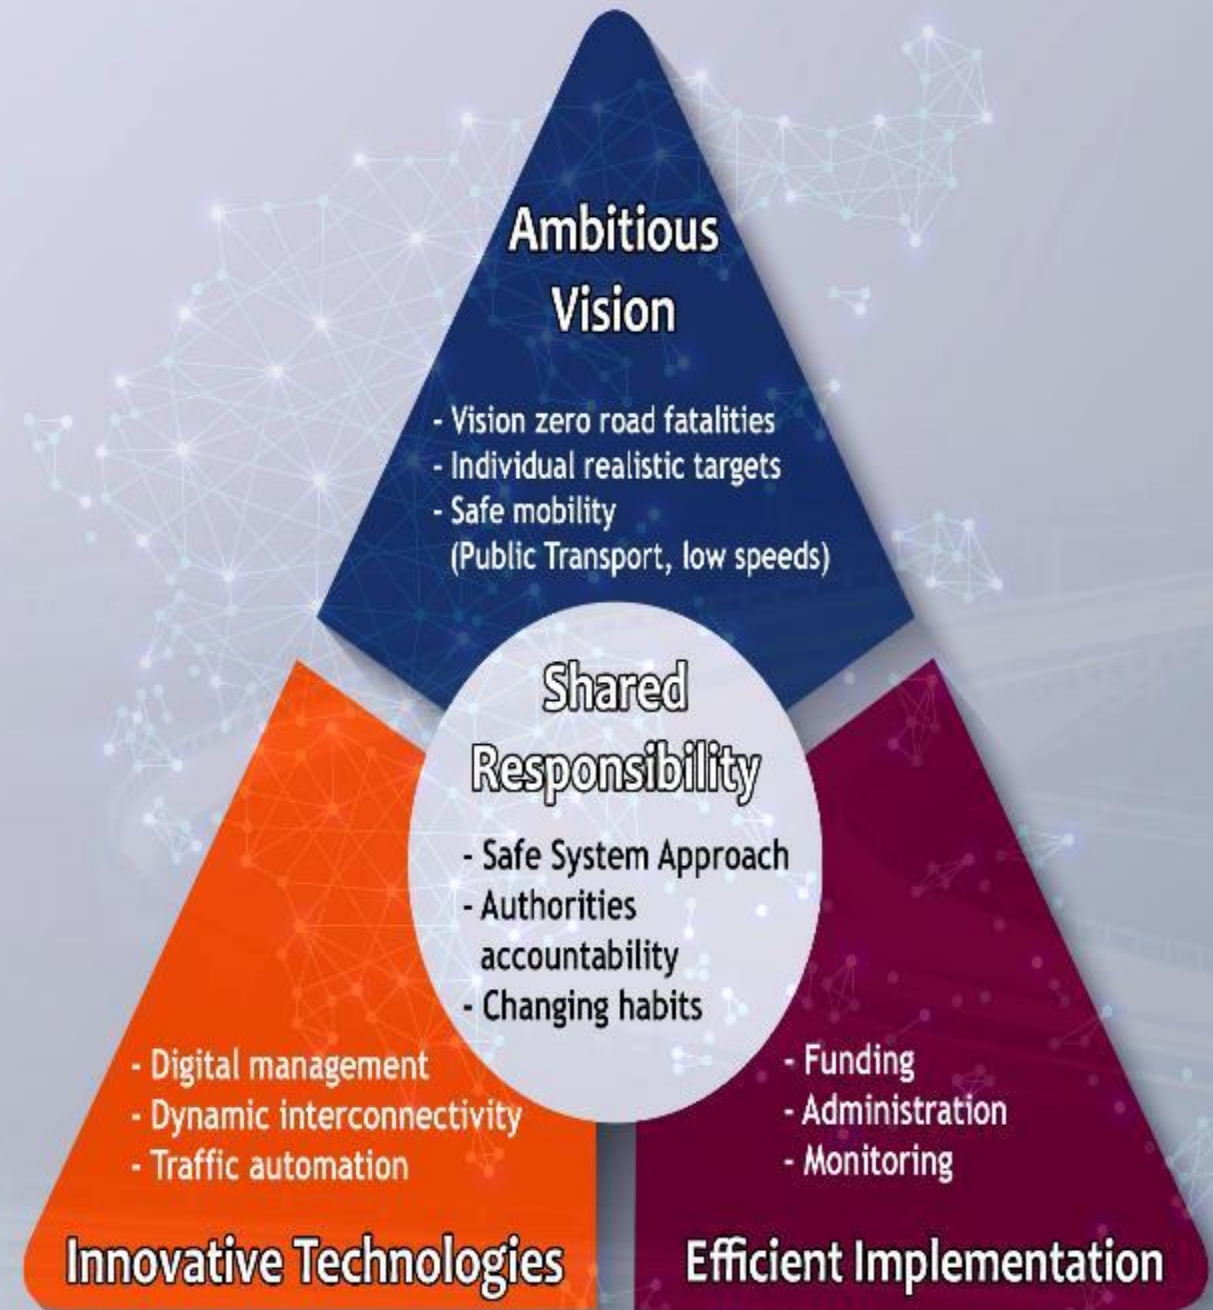 Ambitious
Vision
- Vision zero road fatalities
- Individual realistic targets
- Safe mobility
(Public Transport, low speeds)
Shared
Responsibility
- Safe System Approach
- Authorities
accountability
- Changing habits
- Digital management
- Dynamic interconnectivity
- Traffic automation
Innovative Technologies
- Funding
- Administration
- Monitoring
Efficient Implementation